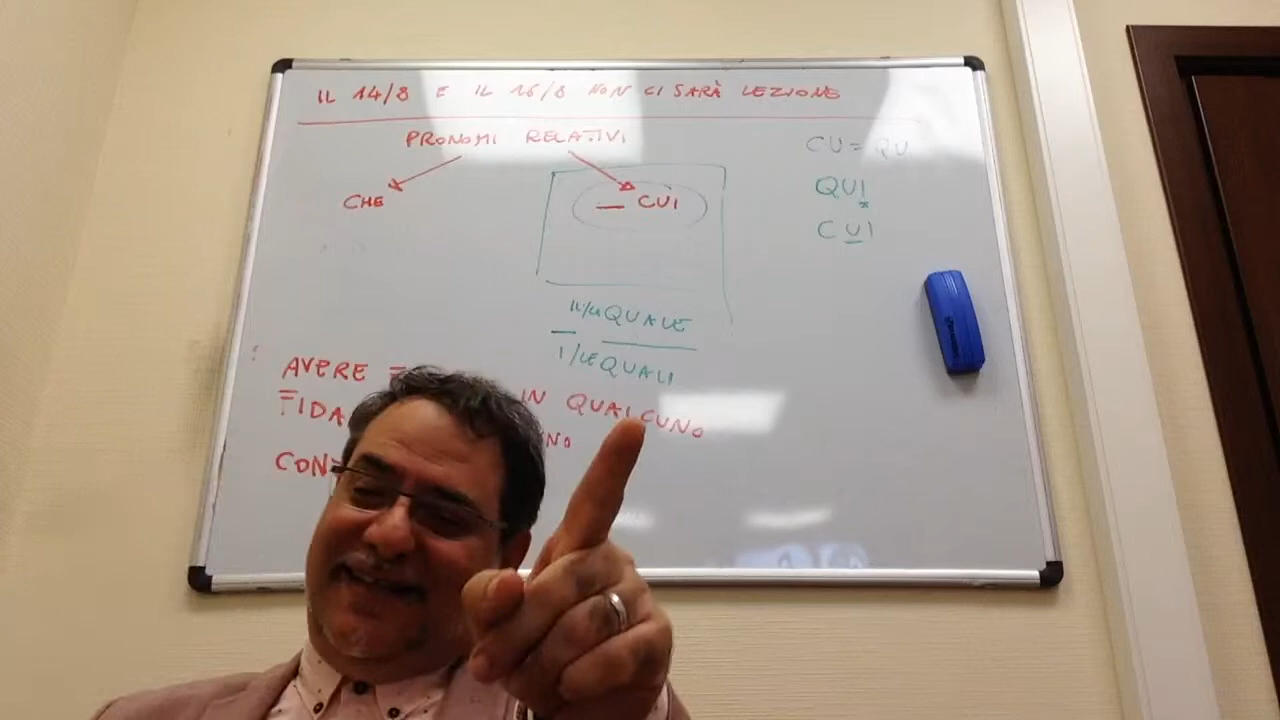 IL 14/8 E IL 16/8 NON CI SARÀ LEZIONE
PRONOMI RELATIVI
CHE
— CUI
CU = QU
QUI
CUI
IL/LA QUALE
I/LE QUALI
AVERE
IN QUALCUNO